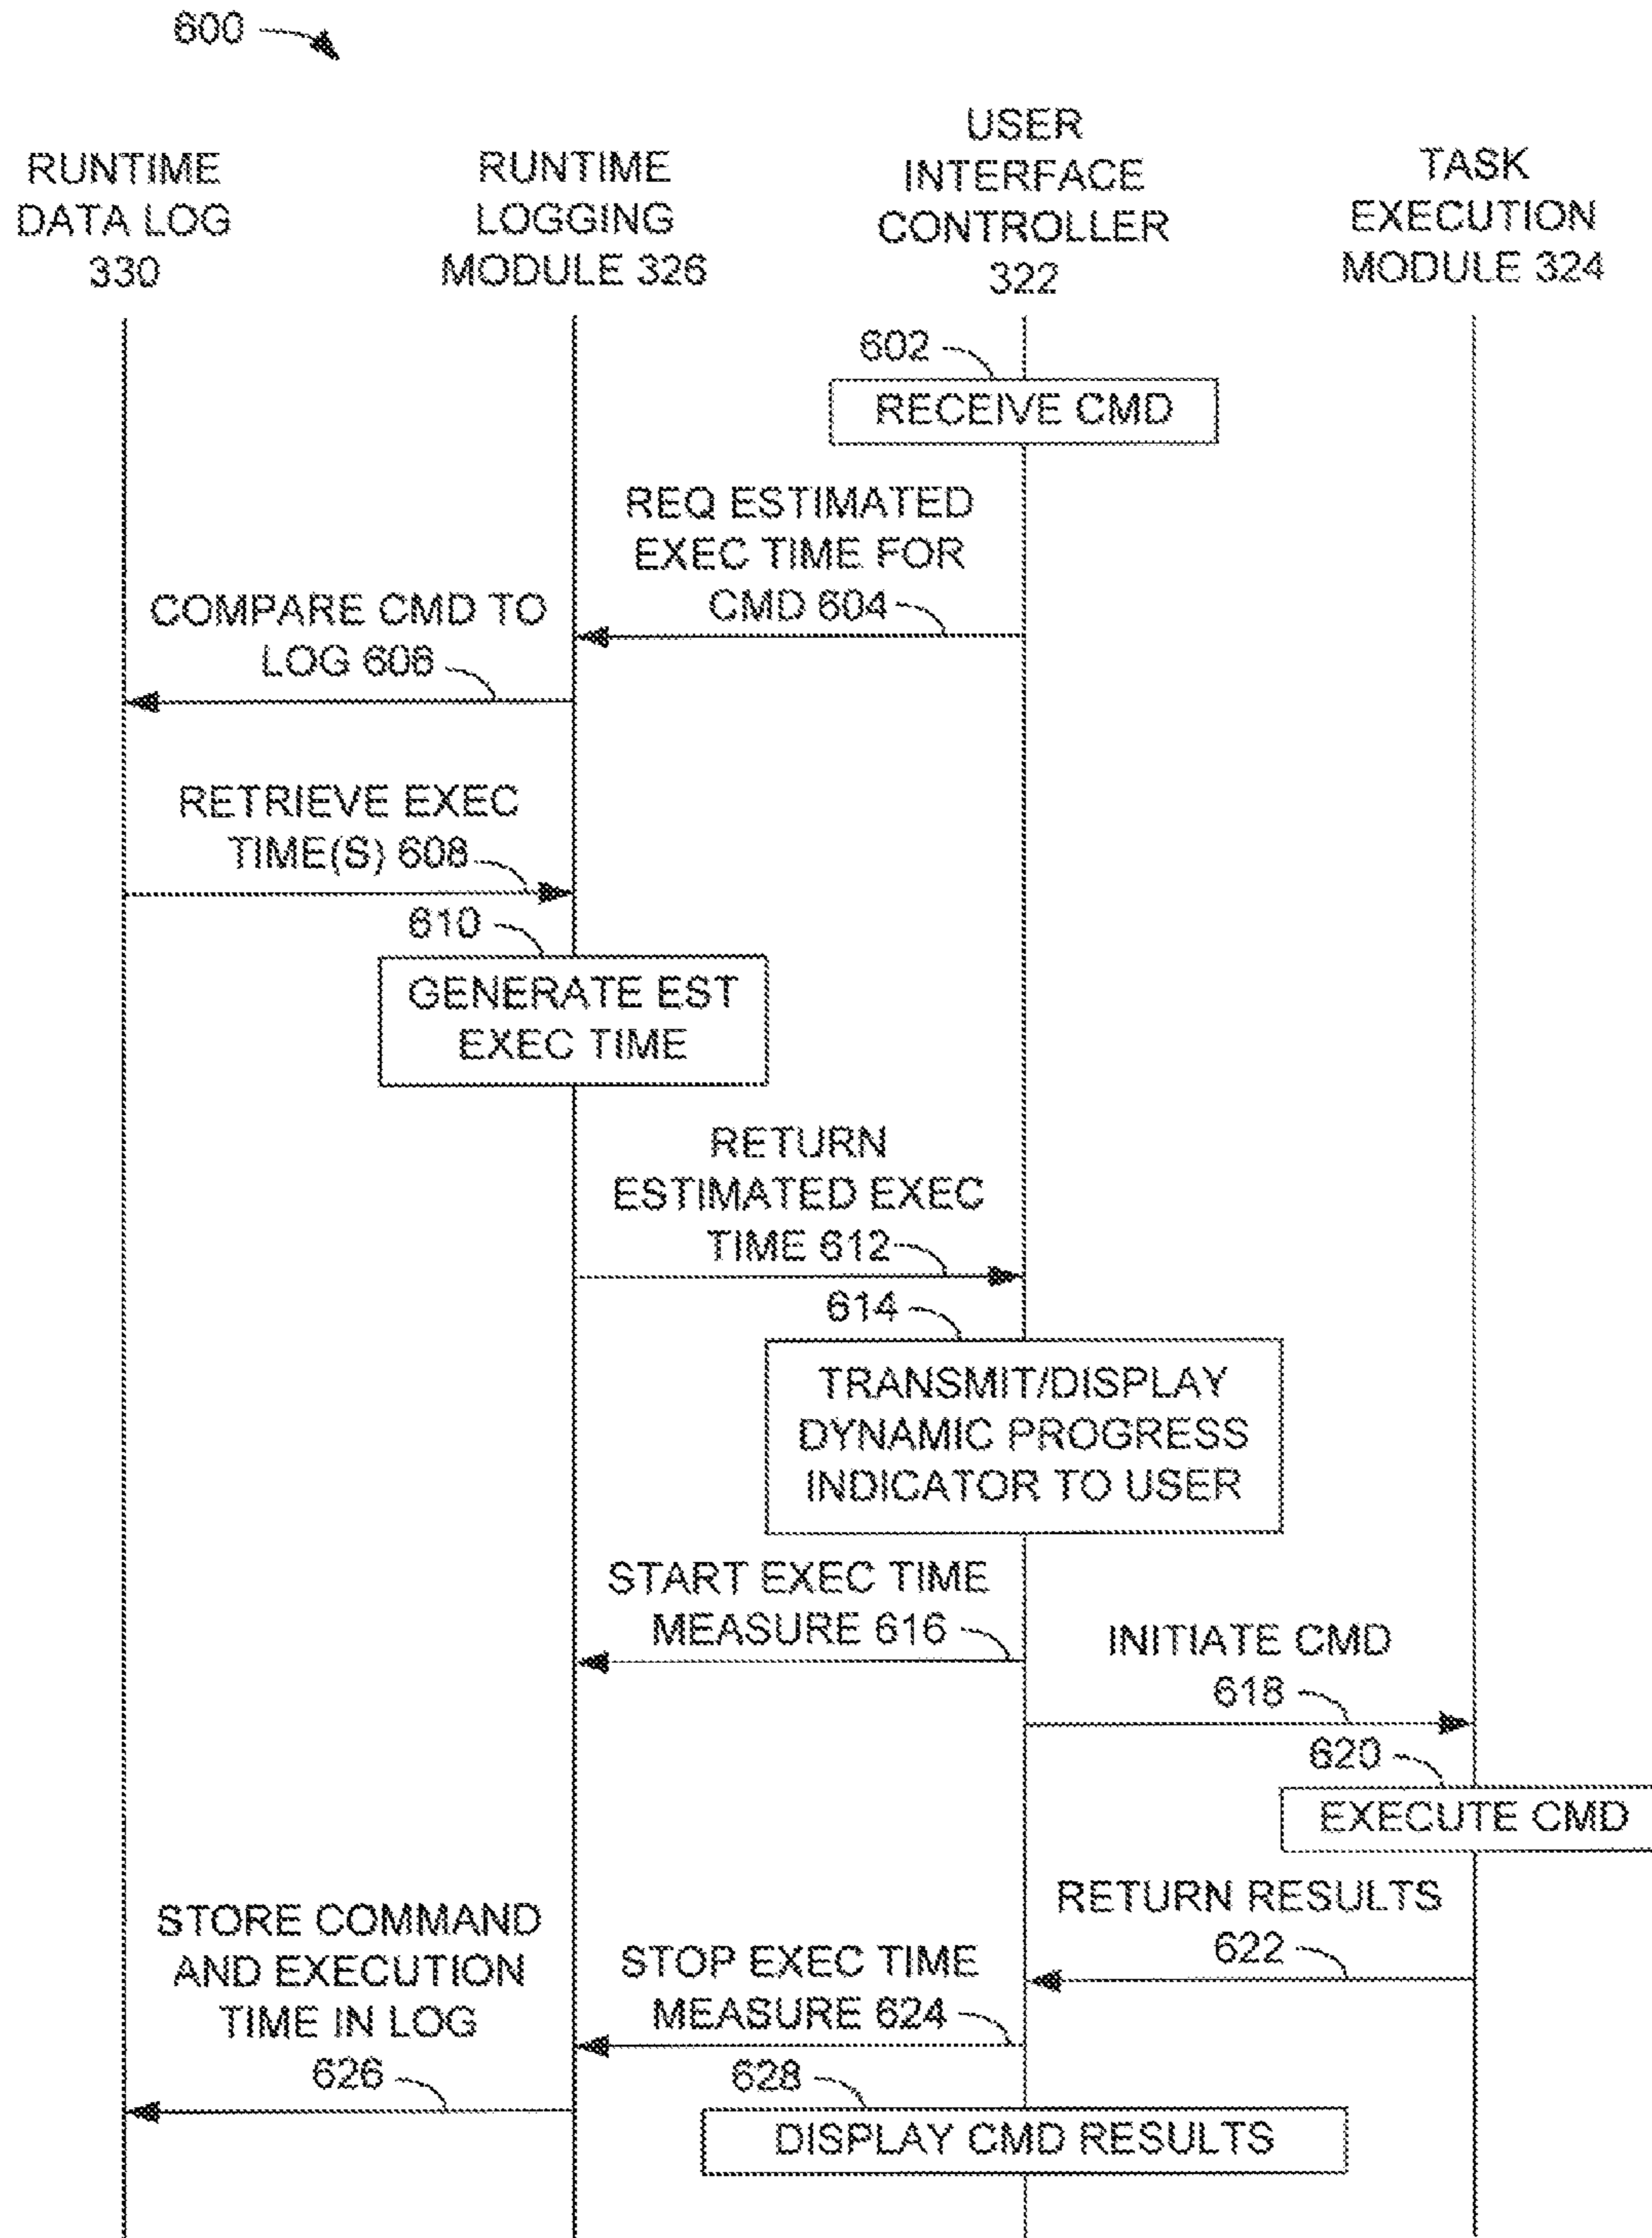 600
RUNTIME
DATA LOG
330
RUNTIME
LOGGING
MODULE 326
USER
INTERFACE
CONTROLLER
322
TASK
EXECUTION
MODULE 324
602
RECEIVE CMD
REQ ESTIMATED
EXEC TIME FOR
CMD 604
COMPARE CMD TO
LOG 606
RETRIEVE EXEC
TIME(S) 608
610
GENERATE EST
EXEC TIME
RETURN
ESTIMATED EXEC
TIME 612
614
TRANSMIT/DISPLAY
DYNAMIC PROGRESS
INDICATOR TO USER
START EXEC TIME
MEASURE 616
INITIATE CMD
618
620
EXECUTE CMD
RETURN RESULTS
622
STOP EXEC TIME
MEASURE 624
STORE COMMAND
AND EXECUTION
TIME IN LOG
626
628
DISPLAY CMD RESULTS